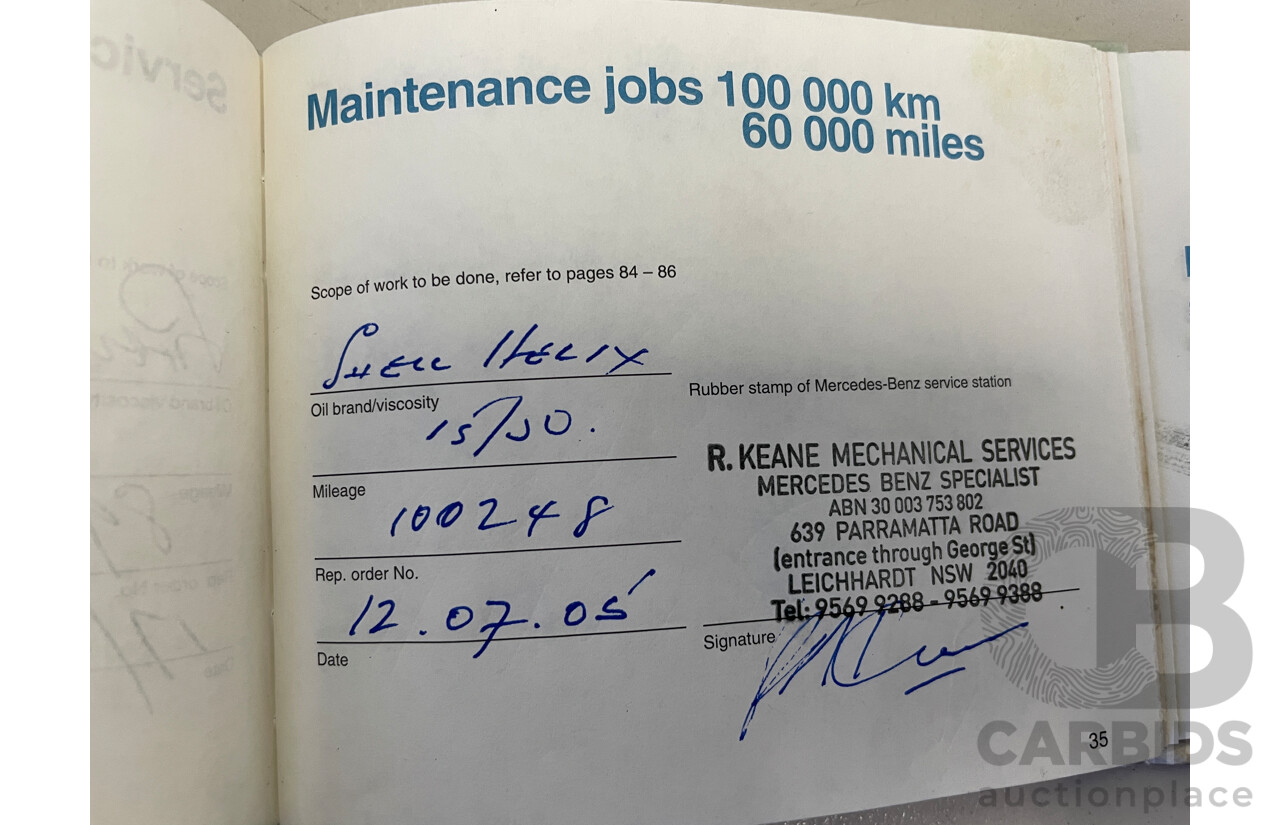 Maintenance jobs 100 000 km
60 000 miles
Scope of work to be done, refer to pages 84 – 86
SHELL HELIX
Oil brand/viscosity
15/50.
Mileage
100248
Rep. order No.
12.07.05
Date
Rubber stamp of Mercedes-Benz service station
R. KEANE MECHANICAL SERVICES
MERCEDES BENZ SPECIALIST
ABN 30 003 753 802
639 PARRAMATTA ROAD
(entrance through George St)
LEICHHARDT NSW 2040
Tel: 9569 9288 - 9569 9388
Signature
35
CB
CARBIDS
auctionplace